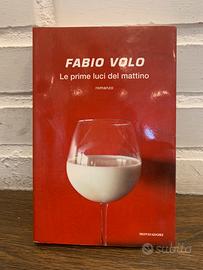 FABIO VOLO
Le prime luci del mattino
romanzo
MONDADORI
subito